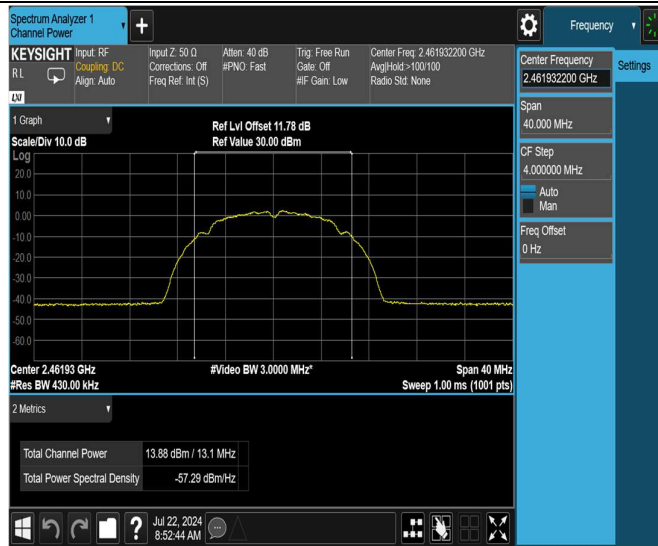 Spectrum Analyzer 1
Channel Power
+
Frequency
KEYSIGHT
RL
LXI
Input: RF
Coupling: DC
Align: Auto
Input Z: 50 Ω
Corrections: Off
Freq Ref: Int (S)
Atten: 40 dB
#PNO: Fast
Trig: Free Run
Gate: Off
#IF Gain: Low
Center Freq: 2.461932200 GHz
Avg|Hold:>100/100
Radio Std: None
Center Frequency
2.461932200 GHz
Settings
Span
40.000 MHz
CF Step
4.000000 MHz
Auto
Man
Freq Offset
0 Hz
1 Graph
Scale/Div 10.0 dB
Ref Lvl Offset 11.78 dB
Ref Value 30.00 dBm
Log
20.0
10.0
0.00
-10.0
-20.0
-30.0
-40.0
-50.0
-60.0
Center 2.46193 GHz
#Video BW 3.0000 MHz*
Span 40 MHz
#Res BW 430.00 kHz
Sweep 1.00 ms (1001 pts)
2 Metrics
Total Channel Power 13.88 dBm / 13.1 MHz
Total Power Spectral Density -57.29 dBm/Hz
?
Jul 22, 2024
8:52:44 AM